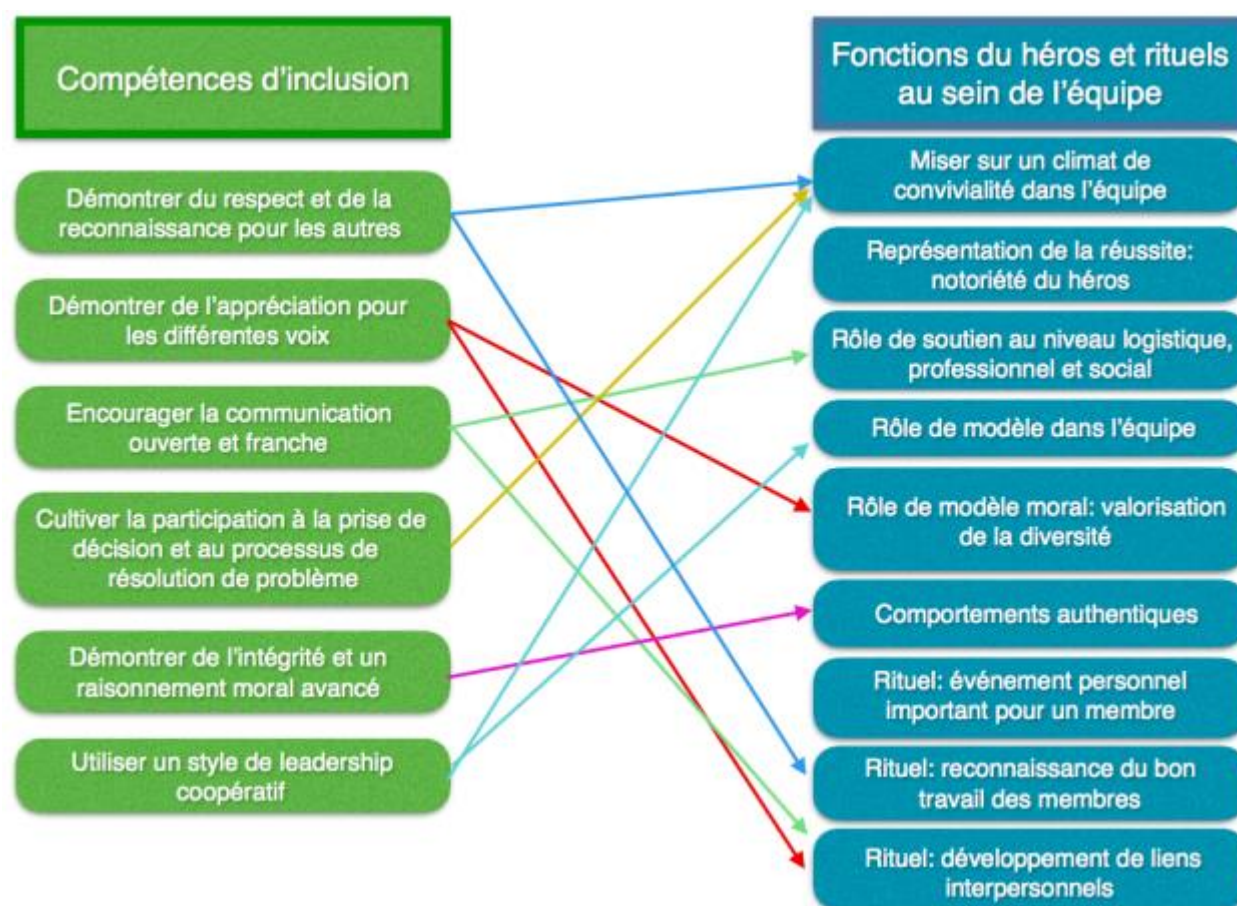 Compétences d'inclusion
Démontrer du respect et de la
reconnaissance pour les autres
Démontrer de l'appréciation pour
les différentes voix
Encourager la communication
ouverte et franche
Cultiver la participation à la prise de
décision et au processus de
résolution de problème
Démontrer de l'intégrité et un
raisonnement moral avancé
Utiliser un style de leadership
coopératif
Fonctions du héros et rituels
au sein de l'équipe
Miser sur un climat de
convivialité dans l'équipe
Représentation de la réussite:
notoriété du héros
Rôle de soutien au niveau logistique,
professionnel et social
Rôle de modèle dans l'équipe
Rôle de modèle moral: valorisation
de la diversité
Comportements authentiques
Rituel: événement personnel
important pour un membre
Rituel: reconnaissance du bon
travail des membres
Rituel: développement de liens
interpersonnels